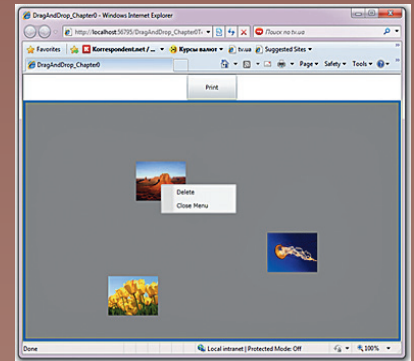 DragAndDrop_Chapter0 - Windows Internet Explorer
http://localhost:56795/DragAndDrop_Chapter0Te
Поиск по tv.ua
Favorites Korrespondent.net / ... Курсы валют tv.ua Suggested Sites
DragAndDrop_Chapter0
Page Safety Tools
Print
Delete
Close Menu
Done
Local intranet | Protected Mode: Off
100%